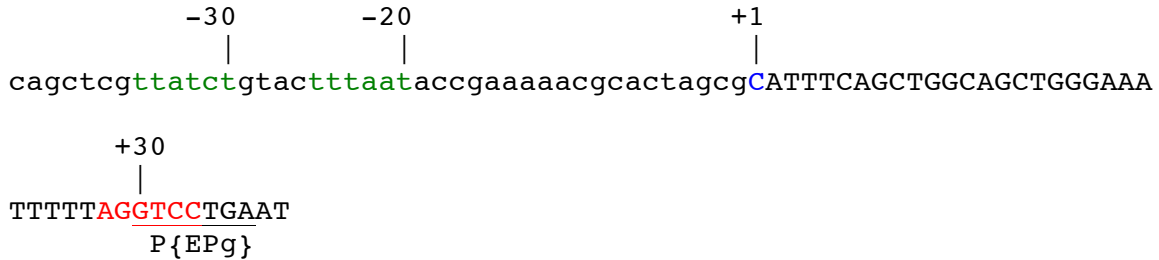 -30 -20 +1
cagctcgttatctgtactttaataccgaaaaacgcactagcgCATTTCAGCTGGCAGCTGGGAAA
+30
TTTTTAGGTCCTGAAT
P{EPg}